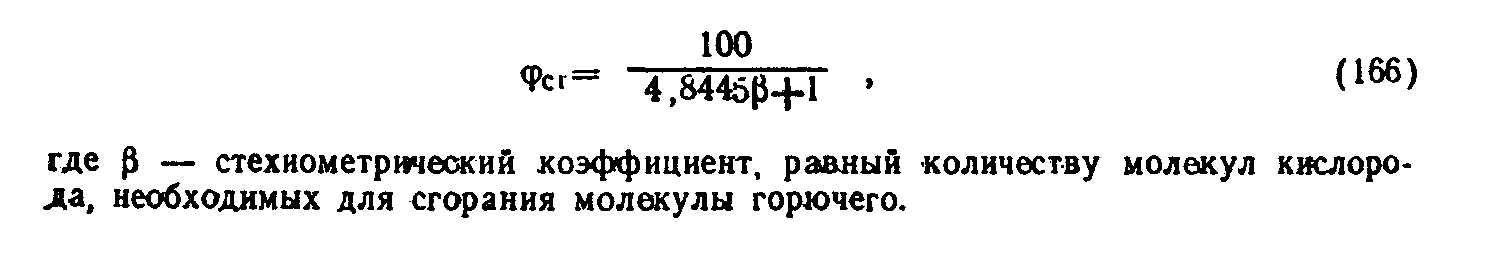 100
φст= ——— , (166)
4,8445β+1
где β — стехиометрический коэффициент, равный количеству молекул кислоро-
да, необходимых для сгорания молекулы горючего.